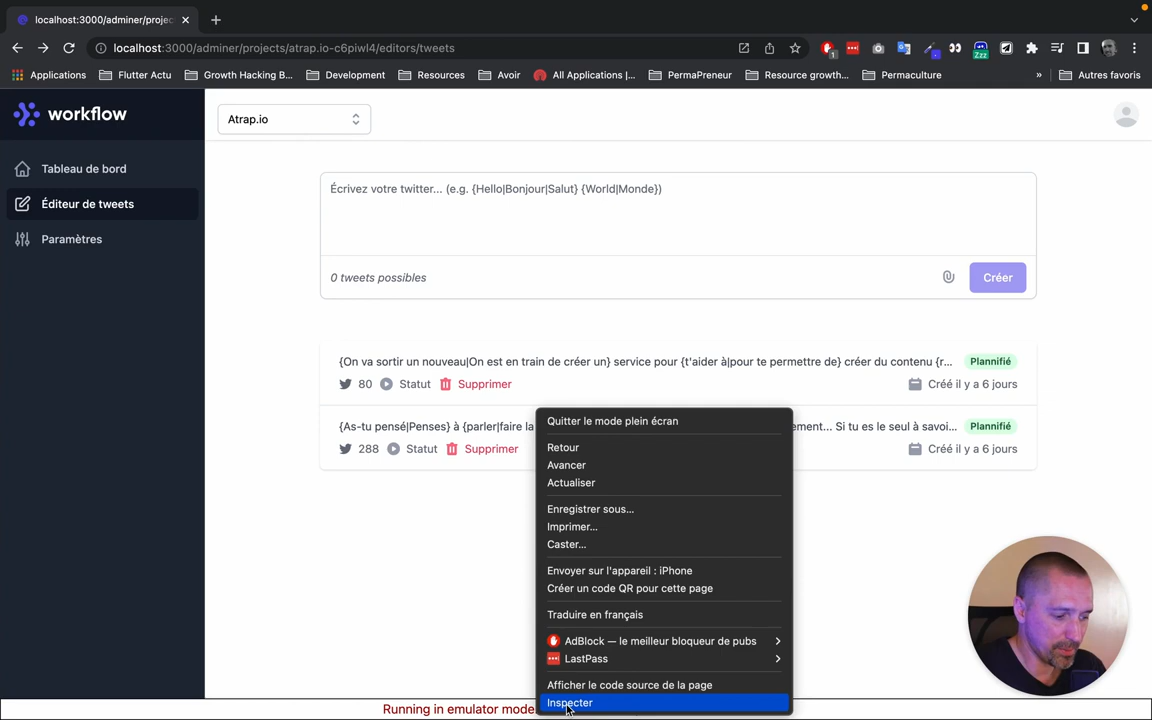 localhost:3000/adminer/projec
localhost:3000/adminer/projects/atrap.io-c6piwl4/editors/tweets
1
Zzz
Applications
Flutter Actu
Growth Hacking B...
Development
Resources
Avoir
All Applications |...
PermaPreneur
Resource growth...
Permaculture
»
Autres favoris
workflow
Atrap.io
Tableau de bord
Éditeur de tweets
Paramètres
Écrivez votre twitter... (e.g. {Hello|Bonjour|Salut} {World|Monde})
0 tweets possibles
Créer
{On va sortir un nouveau|On est en train de créer un} service pour {t'aider à|pour te permettre de} créer du contenu {r...
Plannifié
80 Statut Supprimer
Créé il y a 6 jours
{As-tu pensé|Penses} à {parler|faire la
ement... Si tu es le seul à savoi...
Plannifié
288 Statut Supprimer
Créé il y a 6 jours
Quitter le mode plein écran
Retour
Avancer
Actualiser
Enregistrer sous...
Imprimer...
Caster...
Envoyer sur l'appareil : iPhone
Créer un code QR pour cette page
Traduire en français
AdBlock — le meilleur bloqueur de pubs
LastPass
Afficher le code source de la page
Inspecter
Running in emulator mode